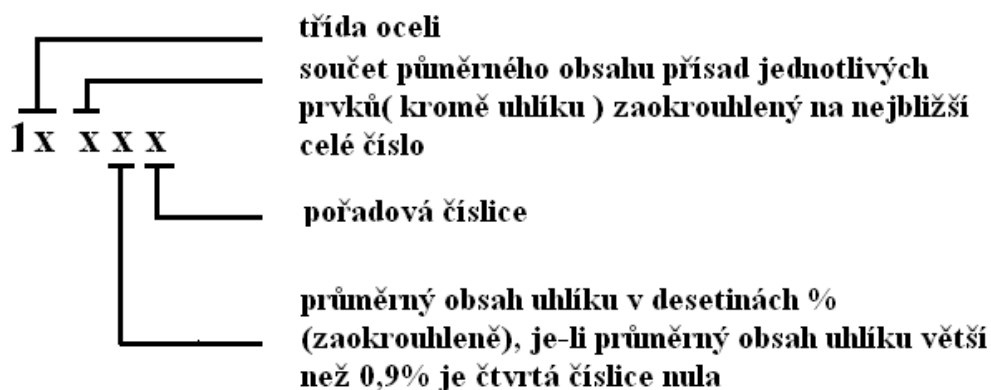 třída oceli
součet půměrného obsahu přísad jednotlivých
prvků( kromě uhlíku ) zaokrouhlený na nejbližší
celé číslo
1x xxx
pořadová číslice
průměrný obsah uhlíku v desetinách %
(zaokrouhleně), je-li průměrný obsah uhlíku větší
než 0,9% je čtvrtá číslice nula